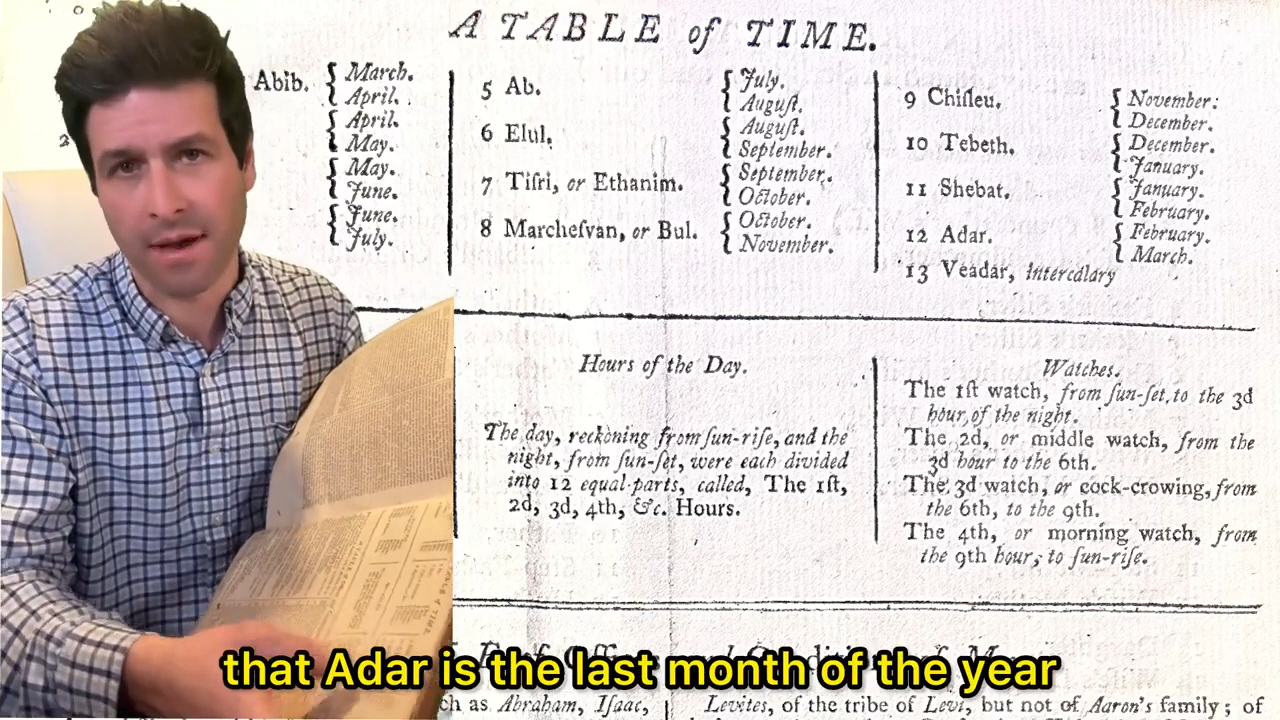 A TABLE of TIME.
Abib. { March. April.
2 { April. May.
{ May. June.
{ June. July.
5 Ab. { July. Auguſt.
6 Elul. { Auguſt. September.
7 Tiſri, or Ethanim. { September. October.
8 Marcheſvan, or Bul. { October. November.
9 Chiſleu. { November. December.
10 Tebeth. { December. January.
11 Shebat. { January. February.
12 Adar. { February. March.
13 Veadar, intercalary
Hours of the Day.
The day, reckoning from ſun-riſe, and the
night, from ſun-ſet, were each divided
into 12 equal parts, called, The 1ſt,
2d, 3d, 4th, &c. Hours.
Watches.
The 1ſt watch, from ſun-ſet, to the 3d
hour, of the night.
The 2d, or middle watch, from the
3d hour to the 6th.
The 3d watch, or cock-crowing, from
the 6th, to the 9th.
The 4th, or morning watch, from
the 9th hour, to ſun-riſe.
that Adar is the last month of the year
ch as Abraham, Iſaac,
Levites, of the tribe of Levi, but not of Aaron's family; of